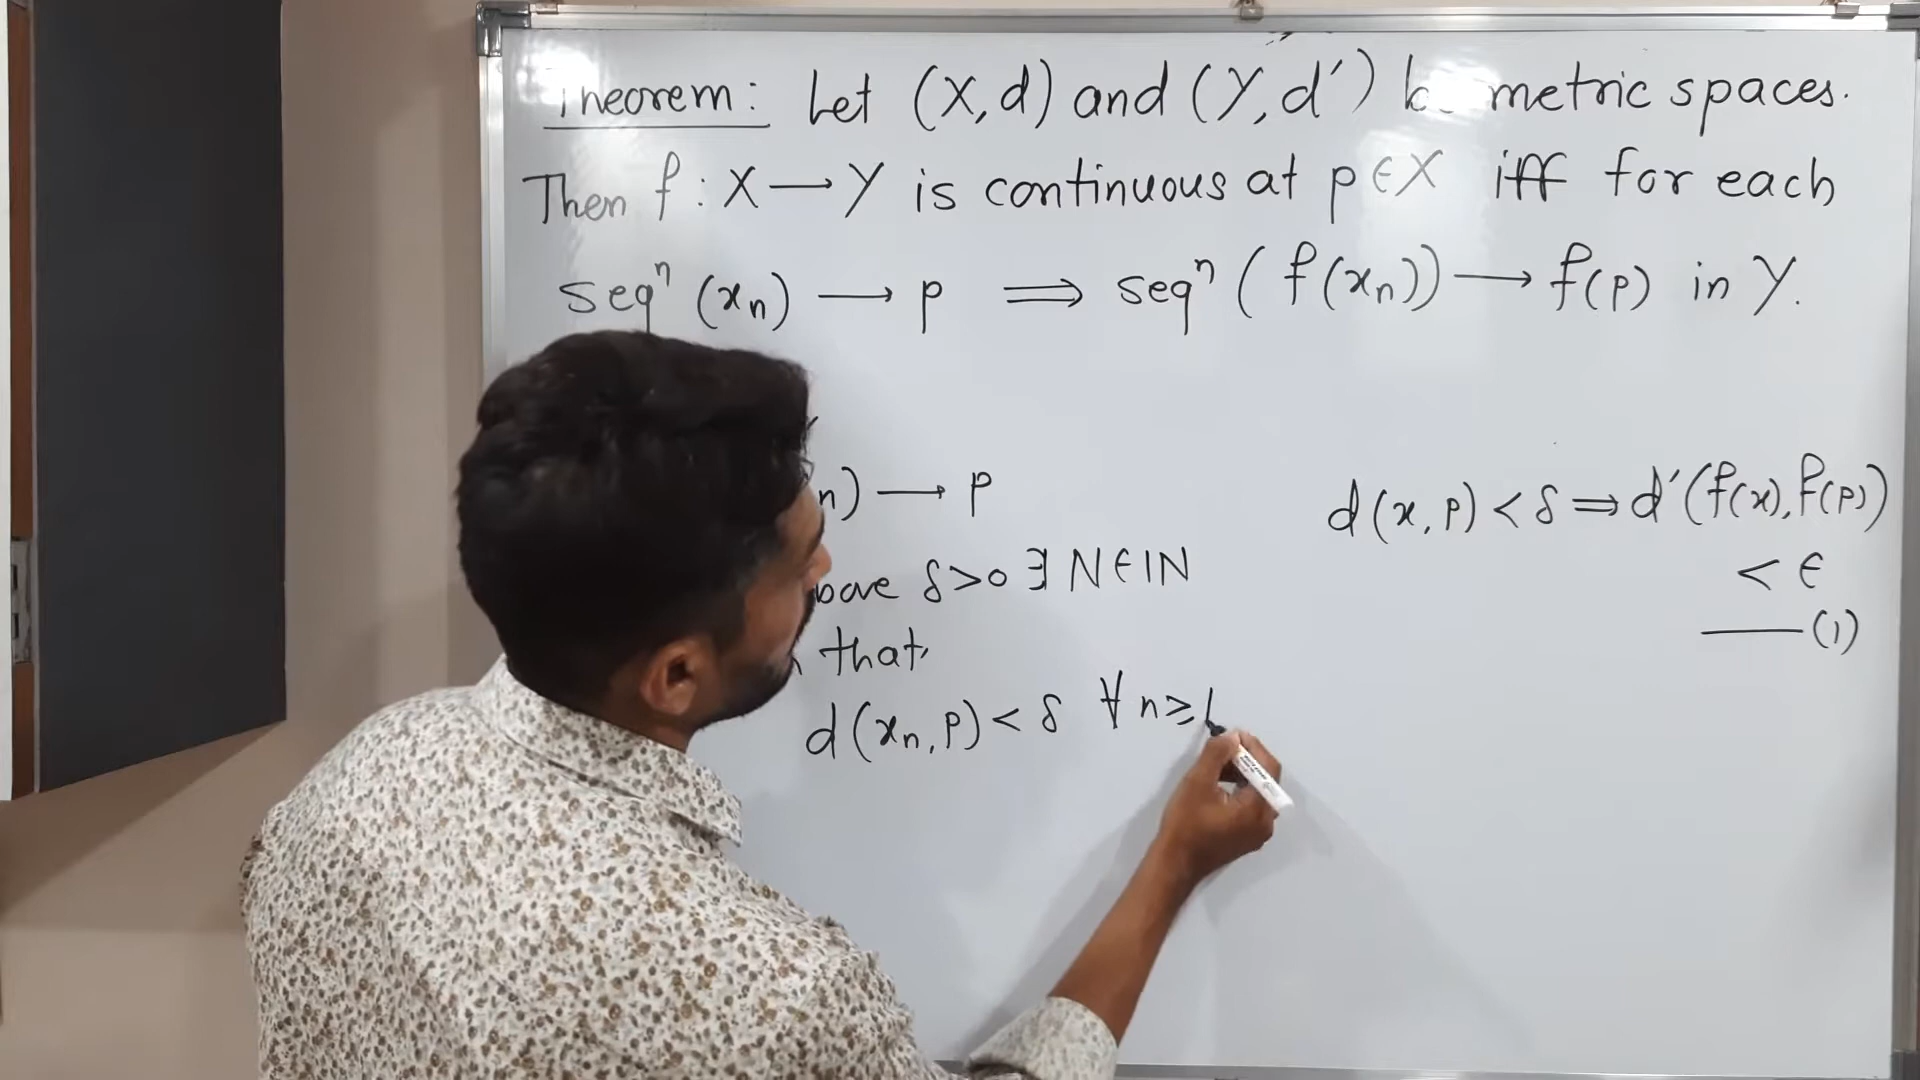 Theorem: Let (X,d) and (Y,d′) metric spaces.
Then f : X → Y is continuous at p ∈ X iff for each
seqⁿ (xₙ) → p ⟹ seqⁿ (f(xₙ)) → f(p) in Y.
n) → p
d(x,p) < δ ⟹ d′(f(x),f(p))
< ϵ
—— (1)
δ>0 ∃ N ∈ ℕ
that
d(xₙ,p) < δ ∀ n ≥